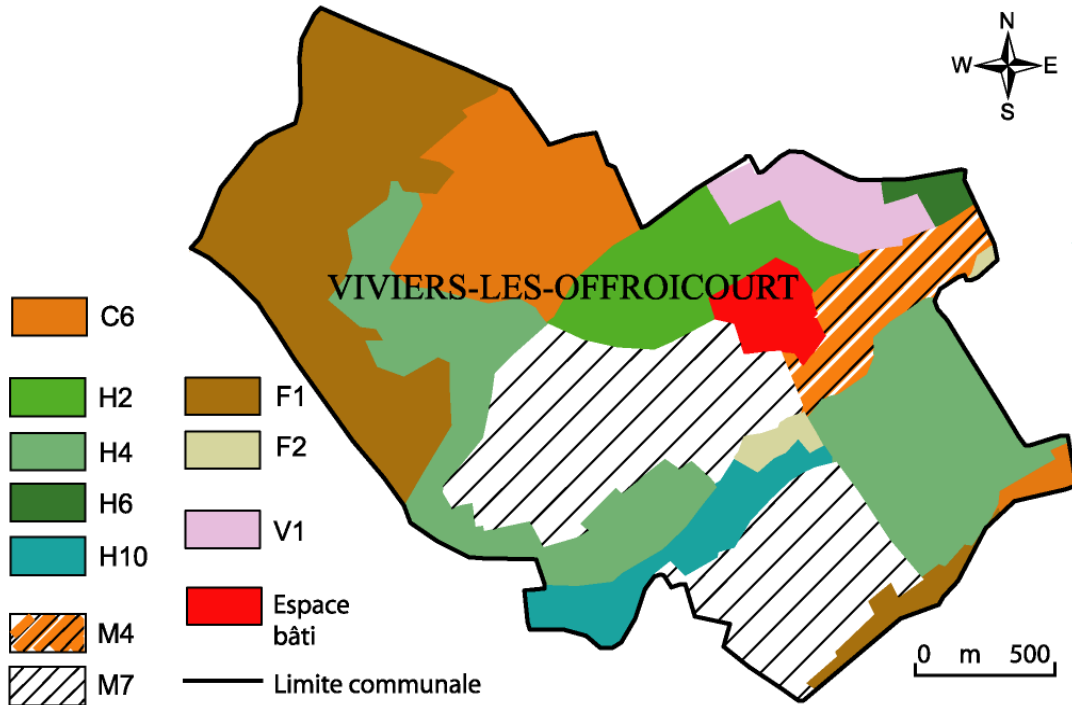 N
W E
S
VIVIERS-LES-OFFROICOURT
C6
H2
H4
H6
H10
M4
M7
F1
F2
V1
Espace
bâti
Limite communale
0 m 500